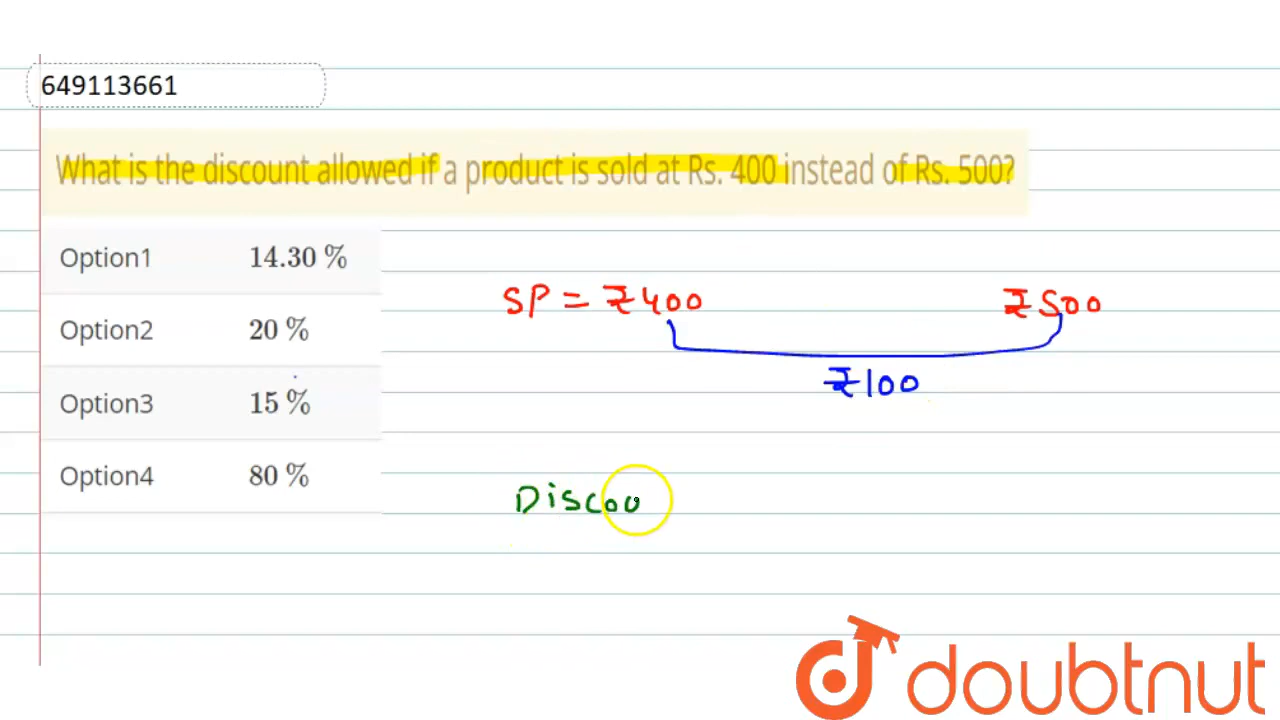 649113661
What is the discount allowed if a product is sold at Rs. 400 instead of Rs. 500?
Option1 14.30 %
Option2 20 %
Option3 15 %
Option4 80 %
SP = ₹400 ₹500
₹100
Discou
doubtnut